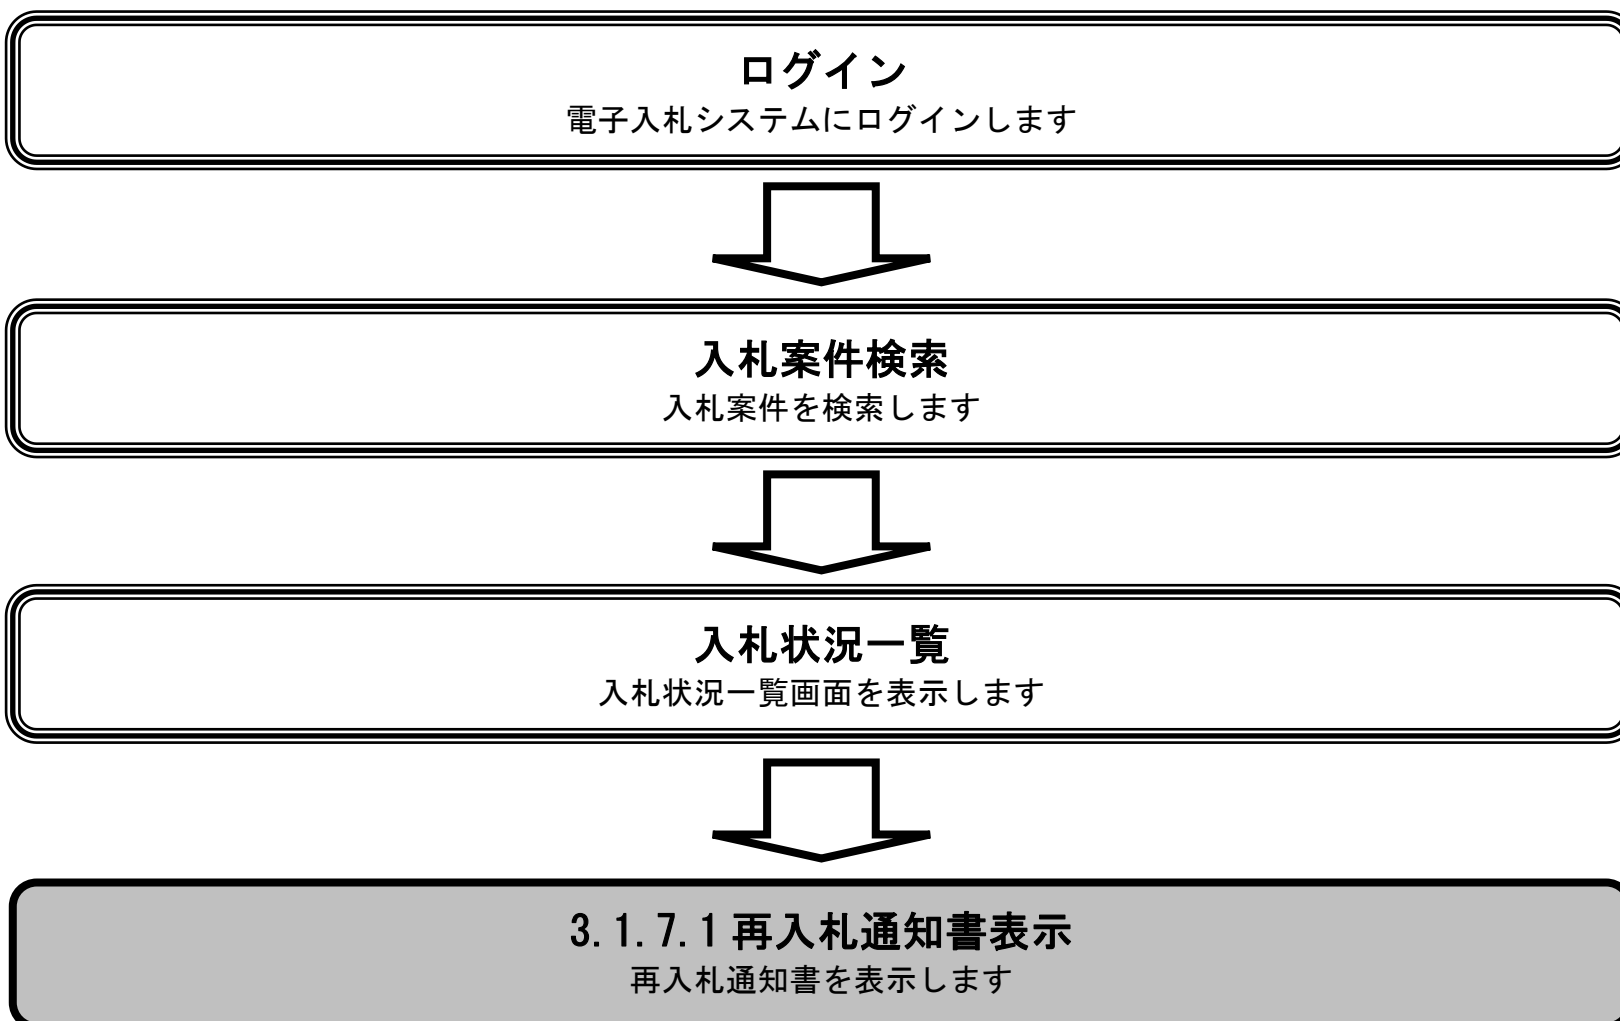 ログイン
電子入札システムにログインします
入札案件検索
入札案件を検索します
入札状況一覧
入札状況一覧画面を表示します
3.1.7.1 再入札通知書表示
再入札通知書を表示します